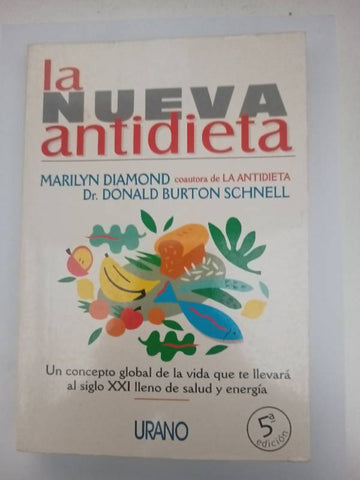 la
NUEVA
antidieta
MARILYN DIAMOND coautora de LA ANTIDIETA
Dr. DONALD BURTON SCHNELL
Un concepto global de la vida que te llevará
al siglo XXI lleno de salud y energía
5ª
edición
URANO